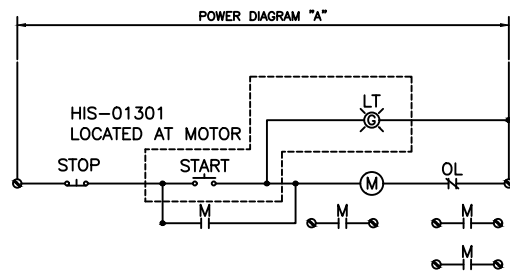 POWER DIAGRAM "A"
HIS-01301
LOCATED AT MOTOR
LT
G
STOP
START
M
OL
M
M
M
M